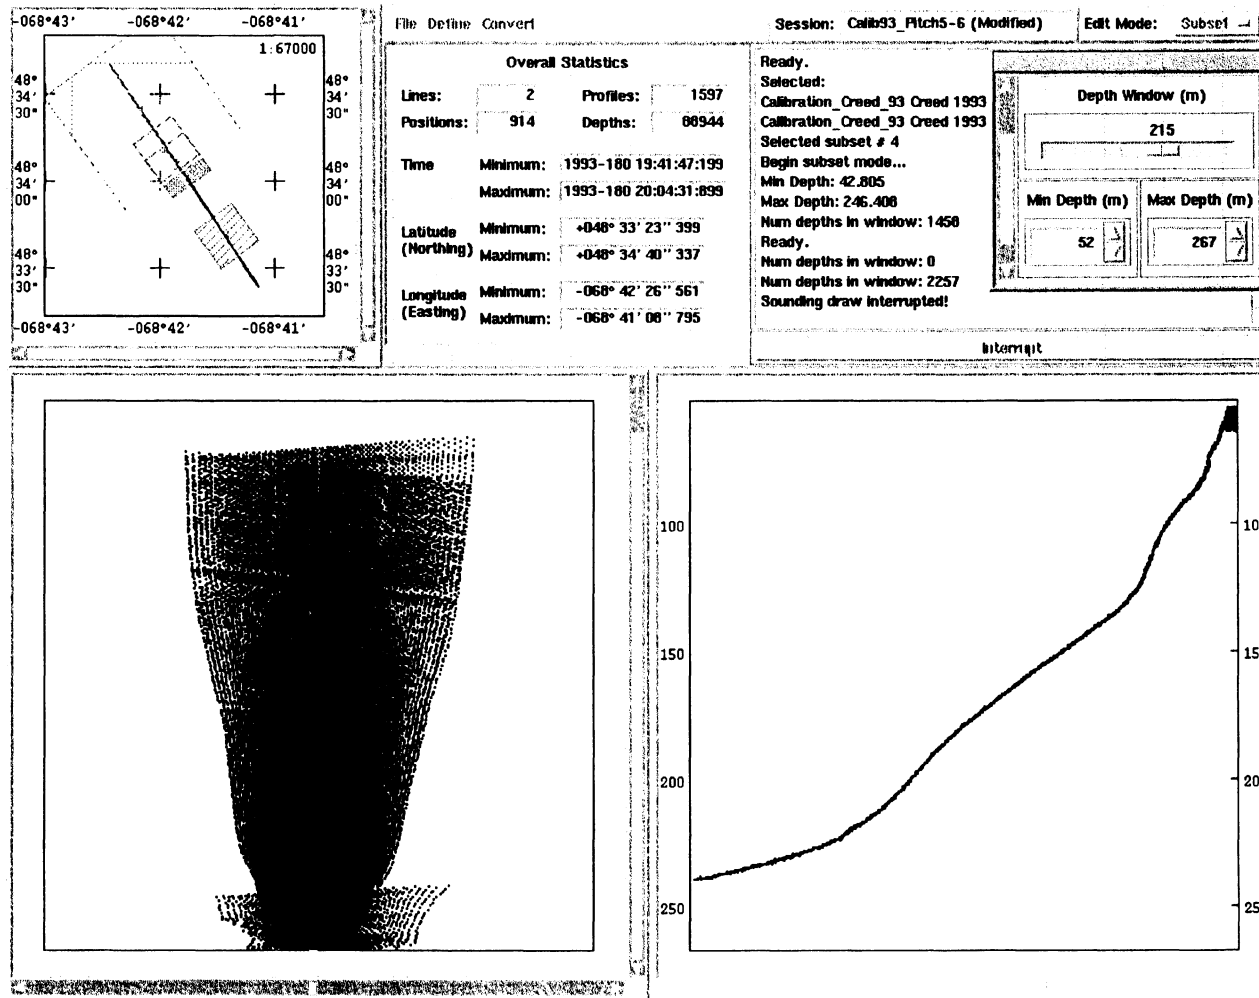 -068°43' -068°42' -068°41'
1:67000
48° 34' 30"
48° 34' 30"
48° 34' 00"
48° 34' 00"
48° 33' 30"
48° 33' 30"
-068°43' -068°42' -068°41'
File Define Convert
Session: Calib93_Pitch5-6 (Modified) Edit Mode: Subset
Overall Statistics
Lines: 2 Profiles: 1597
Positions: 914 Depths: 88944
Time Minimum: 1993-180 19:41:47:199
Maximum: 1993-180 20:04:31:899
Latitude (Northing) Minimum: +048° 33' 23'' 399
Maximum: +048° 34' 40'' 337
Longitude (Easting) Minimum: -068° 42' 26'' 561
Maximum: -068° 41' 08'' 795
Ready.
Selected:
Calibration_Creed_93 Creed 1993
Calibration_Creed_93 Creed 1993
Selected subset # 4
Begin subset mode...
Min Depth: 42.805
Max Depth: 246.408
Num depths in window: 1458
Ready.
Num depths in window: 0
Num depths in window: 2257
Sounding draw interrupted!
Interrupt
Depth Window (m)
215
Min Depth (m) Max Depth (m)
52 267
100 10
150 15
200 20
250 25